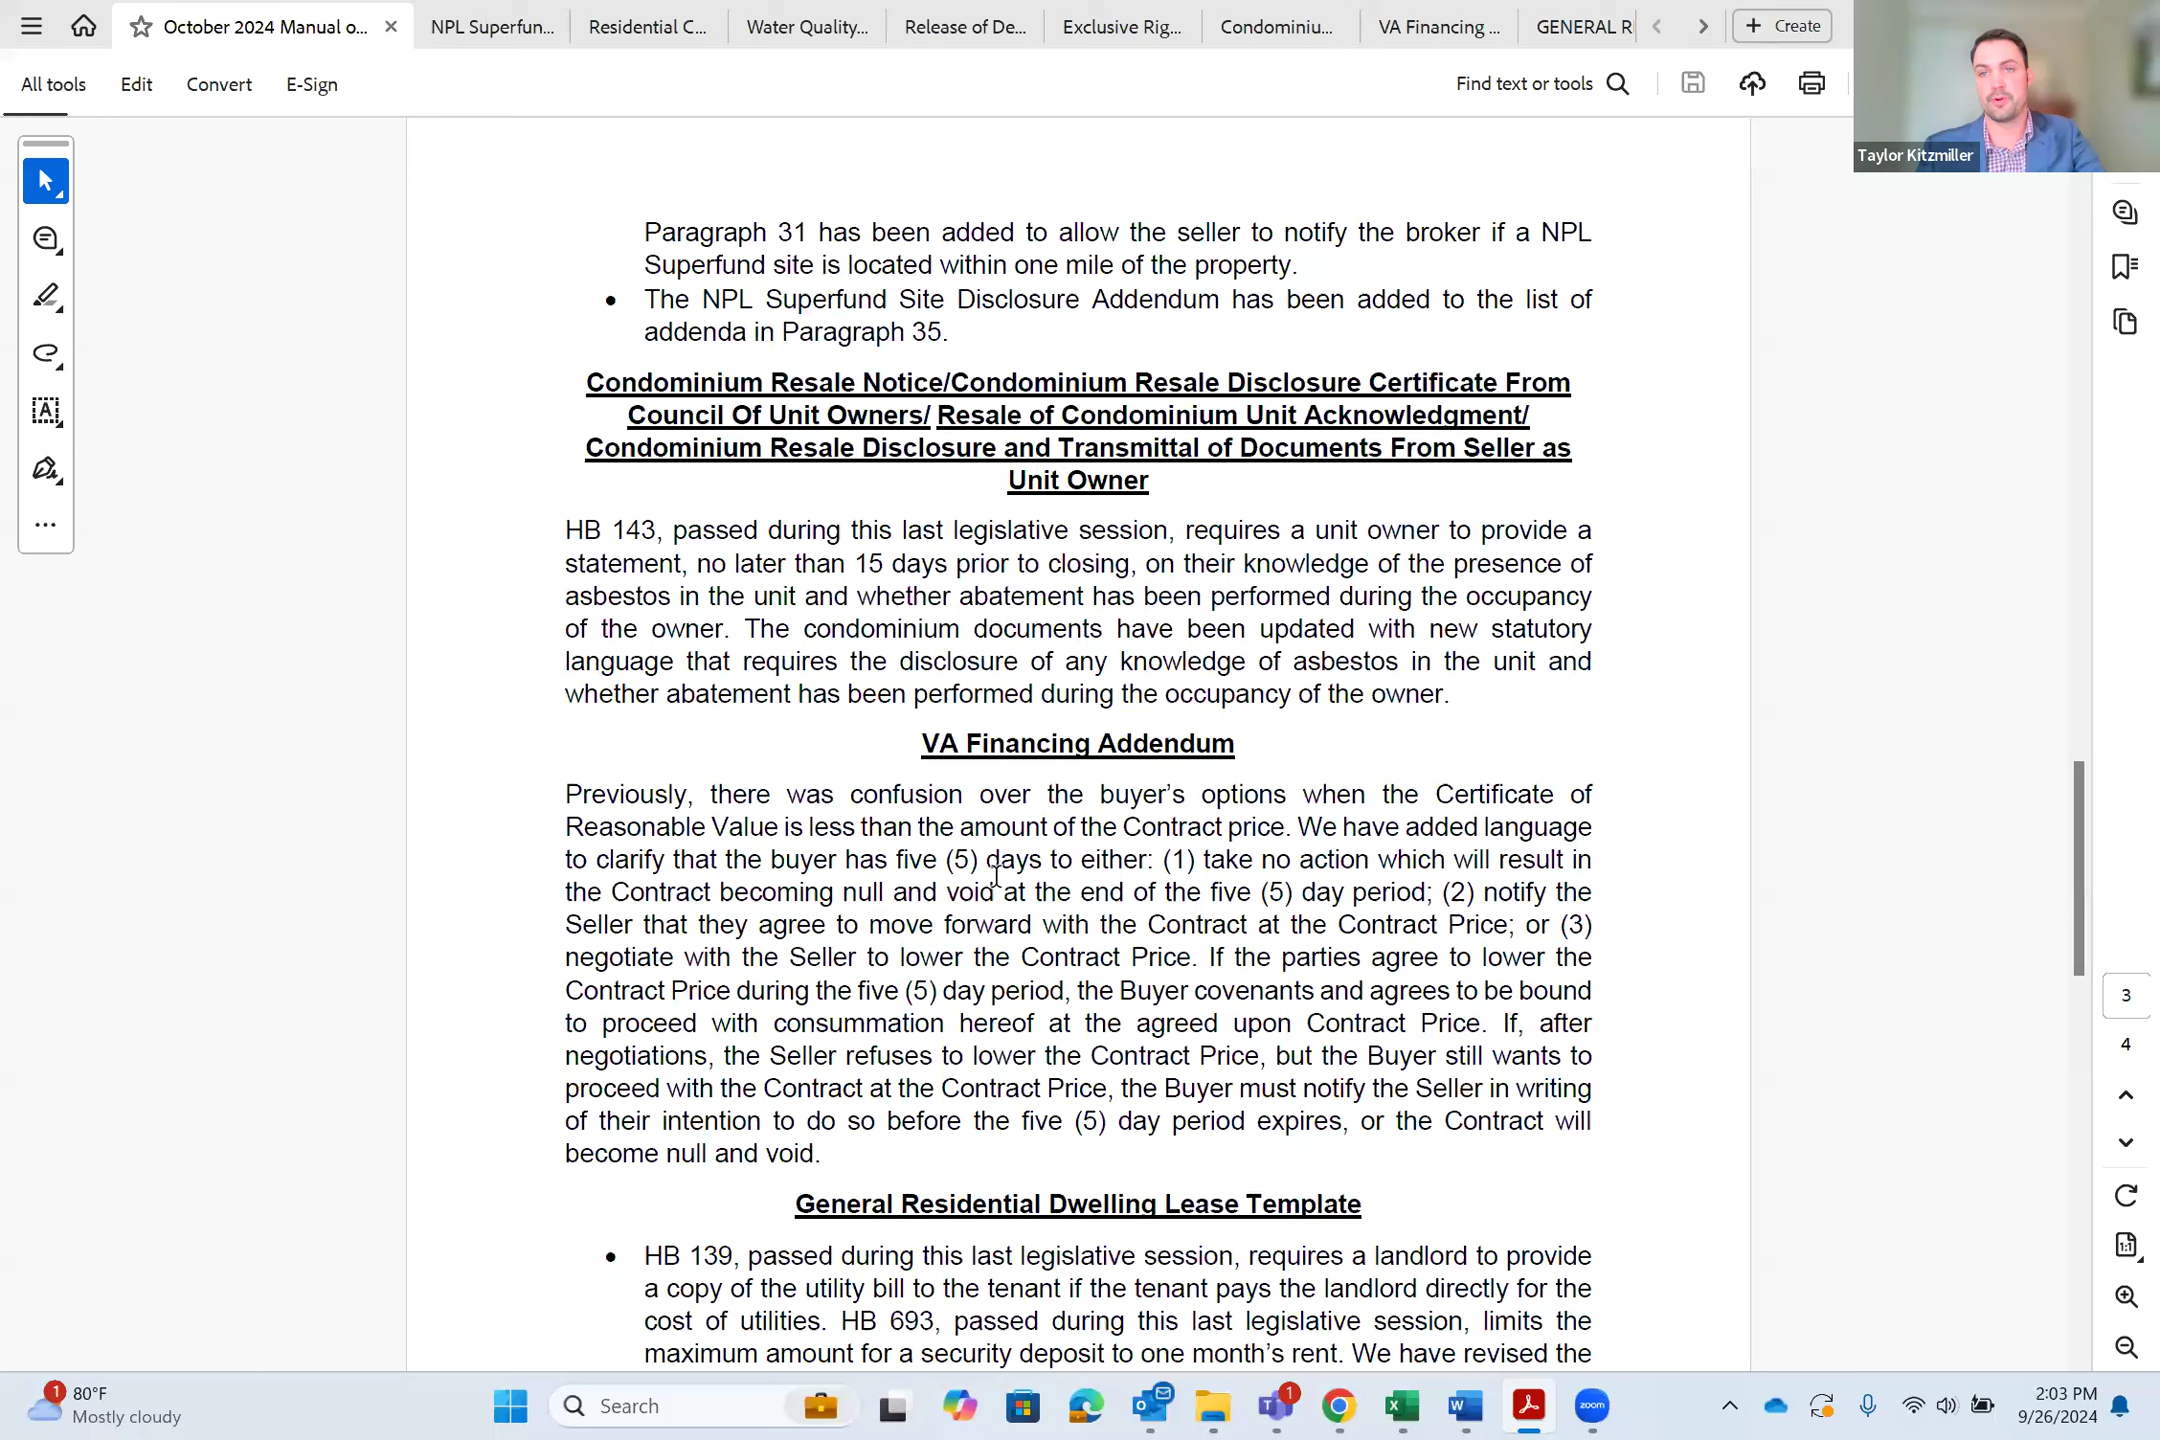 October 2024 Manual o...
NPL Superfun...
Residential C...
Water Quality...
Release of De...
Exclusive Rig...
Condominiu...
VA Financing ...
GENERAL R
Create
All tools
Edit
Convert
E-Sign
Find text or tools
Taylor Kitzmiller
Paragraph 31 has been added to allow the seller to notify the broker if a NPL
Superfund site is located within one mile of the property.
• The NPL Superfund Site Disclosure Addendum has been added to the list of
addenda in Paragraph 35.
Condominium Resale Notice/Condominium Resale Disclosure Certificate From
Council Of Unit Owners/ Resale of Condominium Unit Acknowledgment/
Condominium Resale Disclosure and Transmittal of Documents From Seller as
Unit Owner
HB 143, passed during this last legislative session, requires a unit owner to provide a
statement, no later than 15 days prior to closing, on their knowledge of the presence of
asbestos in the unit and whether abatement has been performed during the occupancy
of the owner. The condominium documents have been updated with new statutory
language that requires the disclosure of any knowledge of asbestos in the unit and
whether abatement has been performed during the occupancy of the owner.
VA Financing Addendum
Previously, there was confusion over the buyer’s options when the Certificate of
Reasonable Value is less than the amount of the Contract price. We have added language
to clarify that the buyer has five (5) days to either: (1) take no action which will result in
the Contract becoming null and void at the end of the five (5) day period; (2) notify the
Seller that they agree to move forward with the Contract at the Contract Price; or (3)
negotiate with the Seller to lower the Contract Price. If the parties agree to lower the
Contract Price during the five (5) day period, the Buyer covenants and agrees to be bound
to proceed with consummation hereof at the agreed upon Contract Price. If, after
negotiations, the Seller refuses to lower the Contract Price, but the Buyer still wants to
proceed with the Contract at the Contract Price, the Buyer must notify the Seller in writing
of their intention to do so before the five (5) day period expires, or the Contract will
become null and void.
General Residential Dwelling Lease Template
• HB 139, passed during this last legislative session, requires a landlord to provide
a copy of the utility bill to the tenant if the tenant pays the landlord directly for the
cost of utilities. HB 693, passed during this last legislative session, limits the
maximum amount for a security deposit to one month’s rent. We have revised the
3
4
1:1
1
80°F
Mostly cloudy
Search
1
zoom
2:03 PM
9/26/2024